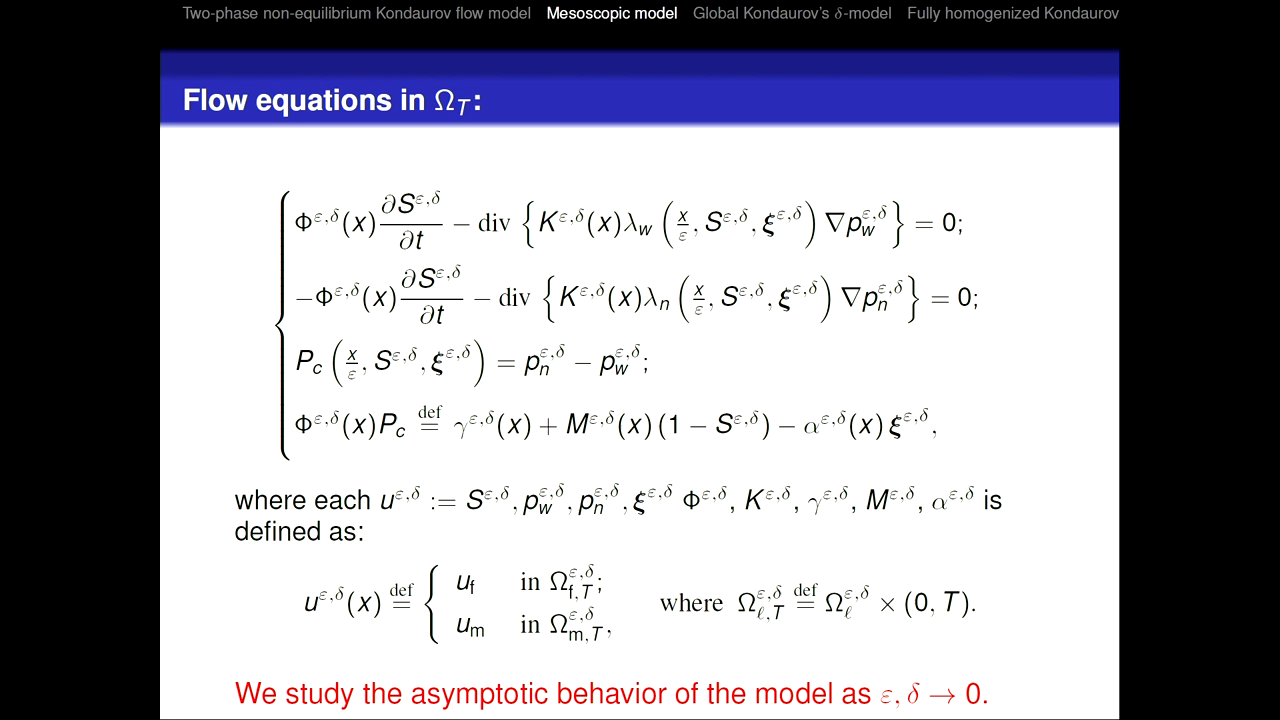 Two-phase non-equilibrium Kondaurov flow model Mesoscopic model Global Kondaurov's δ-model Fully homogenized Kondaurov
Flow equations in Ω_T:
Φ^{ε,δ}(x) ∂S^{ε,δ}/∂t − div { K^{ε,δ}(x) λ_w ( x/ε, S^{ε,δ}, ξ^{ε,δ} ) ∇p_w^{ε,δ} } = 0;
−Φ^{ε,δ}(x) ∂S^{ε,δ}/∂t − div { K^{ε,δ}(x) λ_n ( x/ε, S^{ε,δ}, ξ^{ε,δ} ) ∇p_n^{ε,δ} } = 0;
P_c ( x/ε, S^{ε,δ}, ξ^{ε,δ} ) = p_n^{ε,δ} − p_w^{ε,δ};
Φ^{ε,δ}(x) P_c def= γ^{ε,δ}(x) + M^{ε,δ}(x) (1 − S^{ε,δ}) − α^{ε,δ}(x) ξ^{ε,δ},
where each u^{ε,δ} := S^{ε,δ}, p_w^{ε,δ}, p_n^{ε,δ}, ξ^{ε,δ} Φ^{ε,δ}, K^{ε,δ}, γ^{ε,δ}, M^{ε,δ}, α^{ε,δ} is
defined as:
u^{ε,δ}(x) def= { u_f in Ω_{f,T}^{ε,δ}; u_m in Ω_{m,T}^{ε,δ}, where Ω_{ℓ,T}^{ε,δ} def= Ω_ℓ^{ε,δ} × (0, T).
We study the asymptotic behavior of the model as ε, δ → 0.